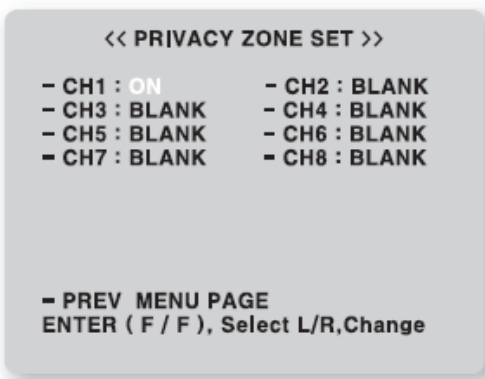 << PRIVACY ZONE SET >>
- CH1 : ON - CH2 : BLANK
- CH3 : BLANK - CH4 : BLANK
- CH5 : BLANK - CH6 : BLANK
- CH7 : BLANK - CH8 : BLANK
- PREV MENU PAGE
ENTER ( F / F ), Select L/R,Change